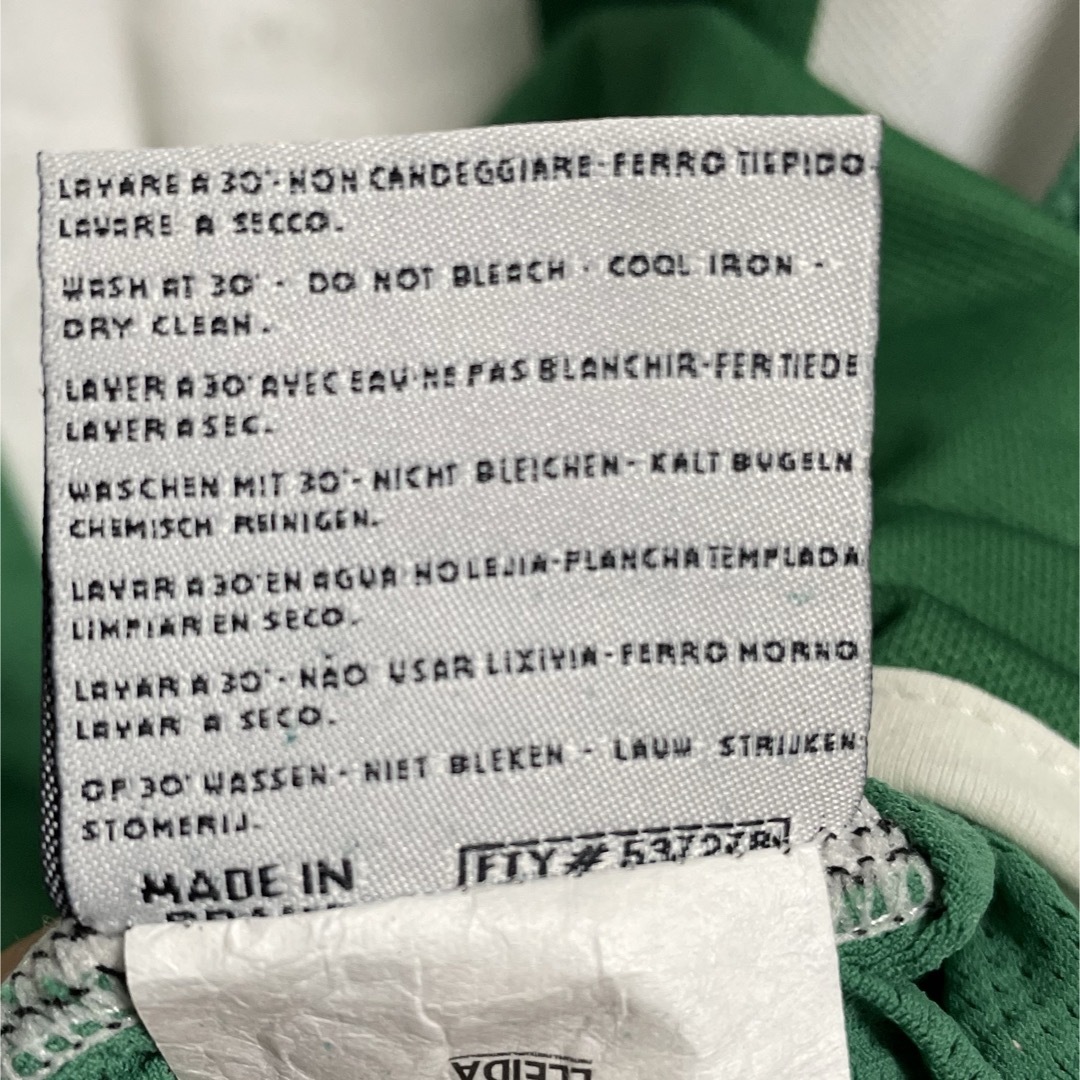 LAVARE A 30°-NON CANDEGGIARE-FERRO TIEPIDO
LAVARE A SECCO.
WASH AT 30° - DO NOT BLEACH - COOL IRON -
DRY CLEAN.
LAVER A 30° AVEC EAU-NE PAS BLANCHIR-FER TIEDE
LAVER A SEC.
WASCHEN MIT 30°- NICHT BLEICHEN- KALT BUGELN
CHEMISCH REINIGEN.
LAVAR A 30° EN AGUA-NO LEJIA-PLANCHA TEMPLADA
LIMPIAR EN SECO.
LAVAR A 30°- NÃO USAR LIXIVIA-FERRO MORNO
LAVAR A SECO.
OP 30° WASSEN- NIET BLEKEN - LAUW STRIJKEN
STOMERIJ.
MADE IN
FTY #
LLEIDA